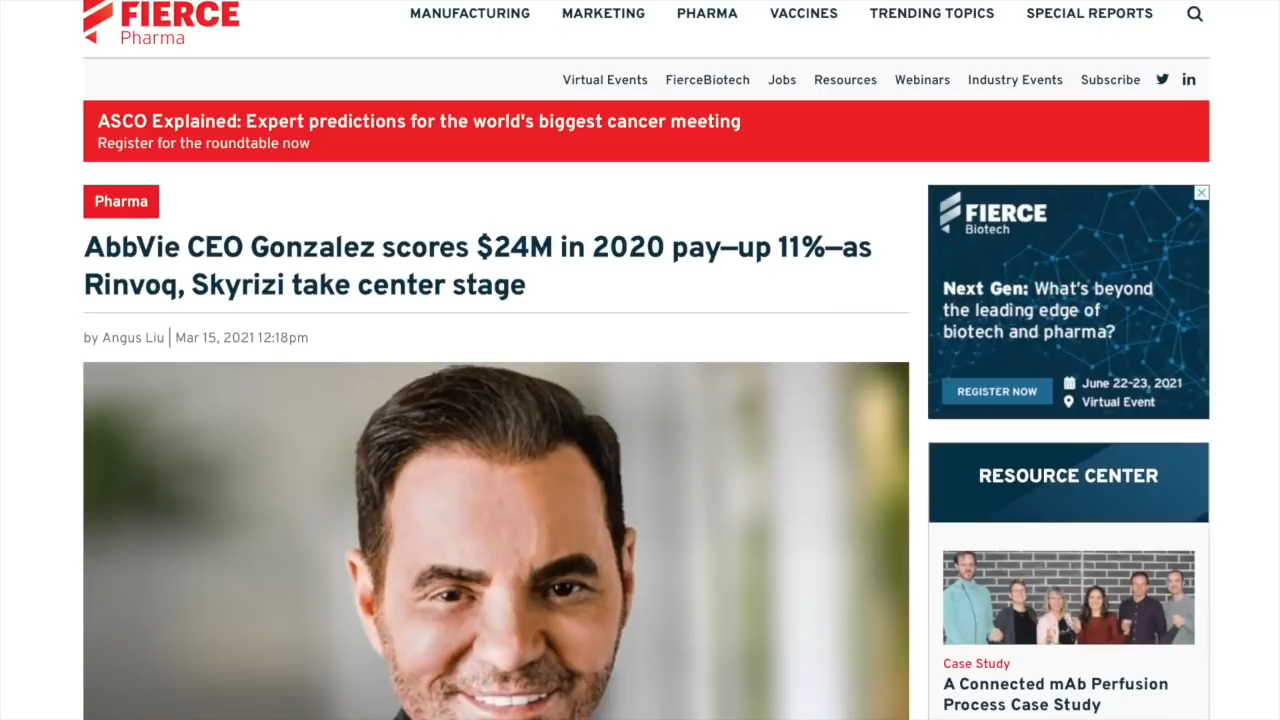 FIERCE
Pharma
MANUFACTURING MARKETING PHARMA VACCINES TRENDING TOPICS SPECIAL REPORTS
Virtual Events FierceBiotech Jobs Resources Webinars Industry Events Subscribe
ASCO Explained: Expert predictions for the world's biggest cancer meeting
Register for the roundtable now
Pharma
AbbVie CEO Gonzalez scores $24M in 2020 pay—up 11%—as
Rinvoq, Skyrizi take center stage
by Angus Liu | Mar 15, 2021 12:18pm
FIERCE
Biotech
Next Gen: What's beyond
the leading edge of
biotech and pharma?
REGISTER NOW
June 22-23, 2021
Virtual Event
RESOURCE CENTER
Case Study
A Connected mAb Perfusion
Process Case Study